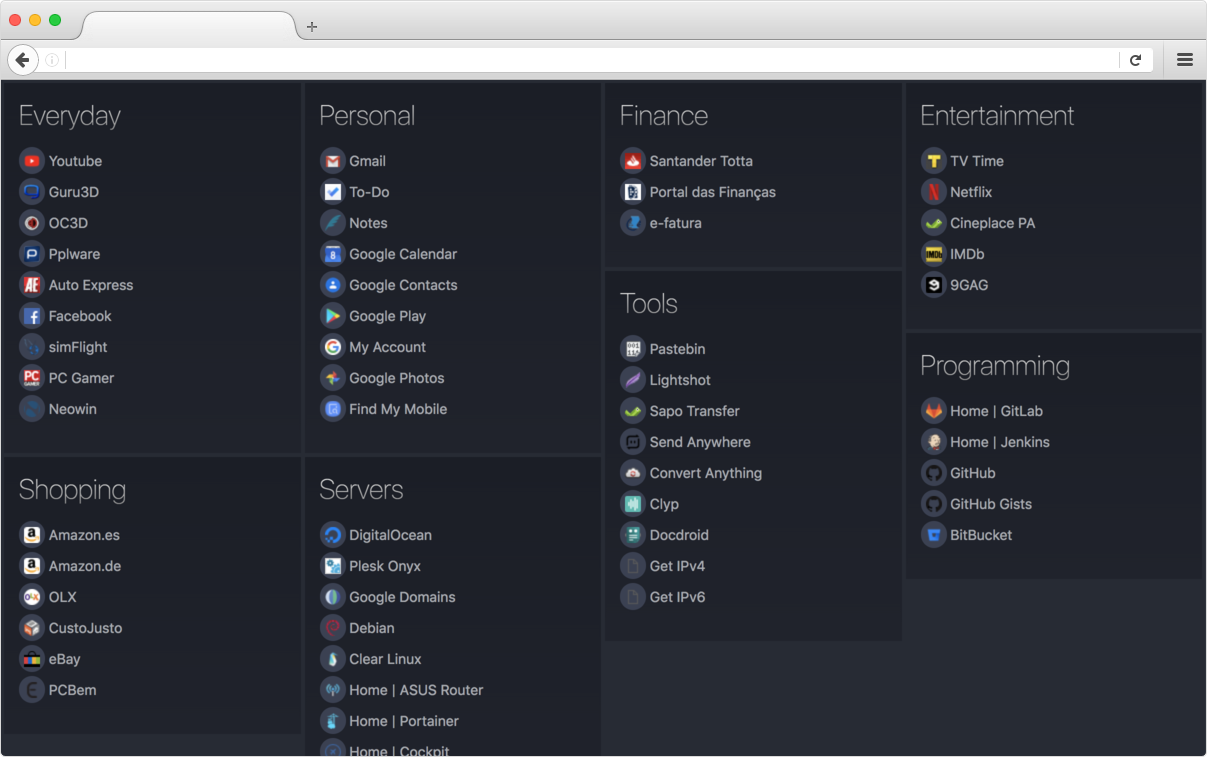 Everyday
Youtube
Guru3D
OC3D
Pplware
Auto Express
Facebook
simFlight
PC Gamer
Neowin
Shopping
Amazon.es
Amazon.de
OLX
CustoJusto
eBay
PCBem
Personal
Gmail
To-Do
Notes
Google Calendar
Google Contacts
Google Play
My Account
Google Photos
Find My Mobile
Servers
DigitalOcean
Plesk Onyx
Google Domains
Debian
Clear Linux
Home | ASUS Router
Home | Portainer
Home | Cockpit
Finance
Santander Totta
Portal das Finanças
e-fatura
Tools
Pastebin
Lightshot
Sapo Transfer
Send Anywhere
Convert Anything
Clyp
Docdroid
Get IPv4
Get IPv6
Entertainment
TV Time
Netflix
Cineplace PA
IMDb
9GAG
Programming
Home | GitLab
Home | Jenkins
GitHub
GitHub Gists
BitBucket